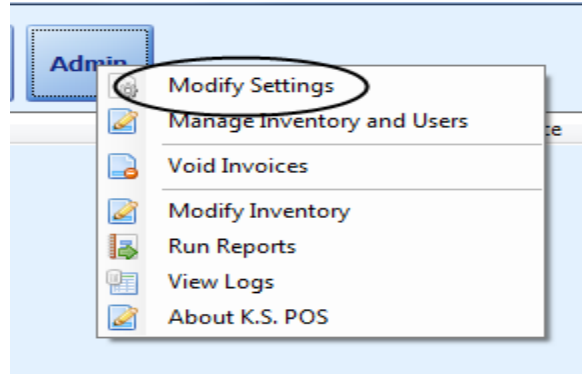 Admin
Modify Settings
Manage Inventory and Users
Void Invoices
Modify Inventory
Run Reports
View Logs
About K.S. POS